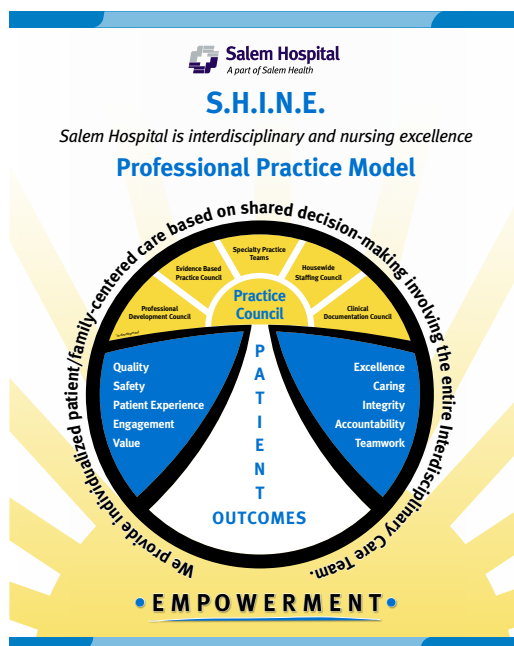 Salem Hospital
A part of Salem Health
S.H.I.N.E.
Salem Hospital is interdisciplinary and nursing excellence
Professional Practice Model
We provide individualized patient/family-centered care based on shared decision-making involving the entire Interdisciplinary Care Team.
Specialty Practice
Teams
Evidence Based
Practice Council
Housewide
Staffing Council
Professional
Development Council
Clinical
Documentation Council
Practice
Council
Quality
Safety
Patient Experience
Engagement
Value
PATIENT
OUTCOMES
Excellence
Caring
Integrity
Accountability
Teamwork
• EMPOWERMENT •